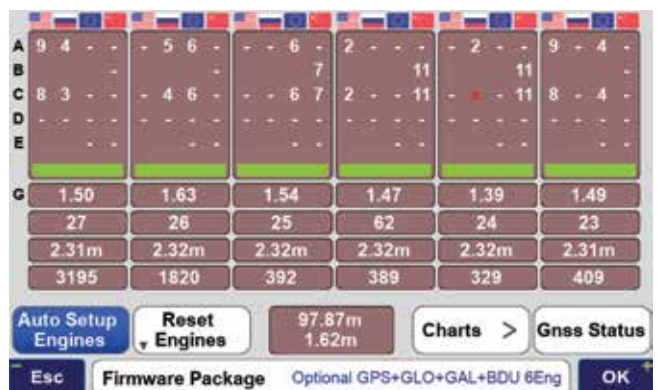 A 9 4 - - - 5 6 - - - 6 - 2 - - - - 2 - - 9 - 4 -
B - - 7 11 11 -
C 8 3 - - - 4 6 - - - 6 7 2 - - 11 - * - 11 8 - 4 -
D - - - - - - - - - - - - - - - - - - - - - - - -
E - - - - - - - - - - - -
G 1.50 1.63 1.54 1.47 1.39 1.49
27 26 25 62 24 23
2.31m 2.32m 2.32m 2.32m 2.32m 2.31m
3195 1820 392 389 329 409
Auto Setup Engines
Reset Engines
97.87m
1.62m
Charts >
Gnss Status
Esc
Firmware Package Optional GPS+GLO+GAL+BDU 6Eng
OK